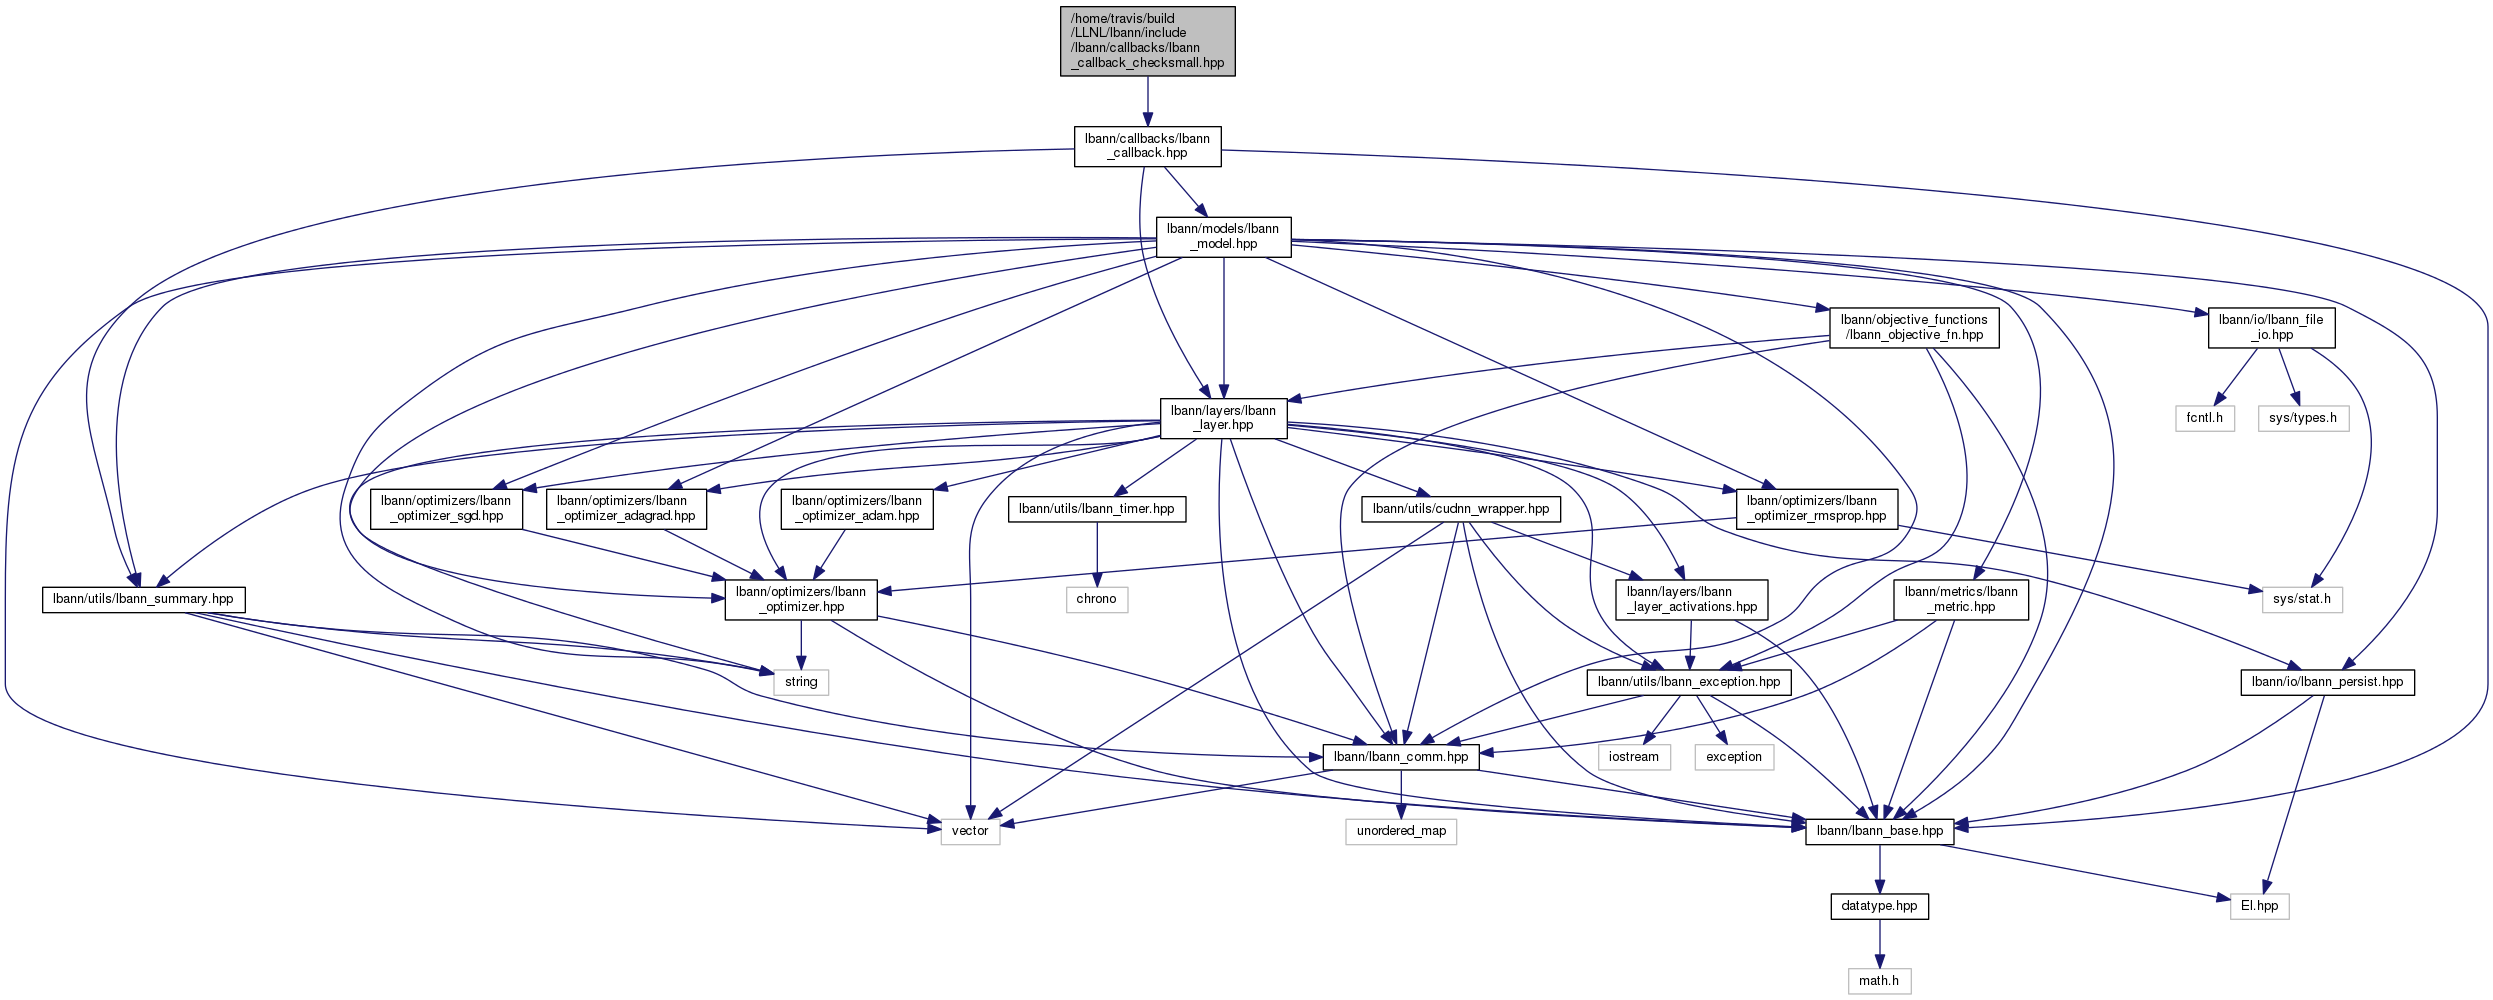 /home/travis/build
/LLNL/lbann/include
/lbann/callbacks/lbann
_callback_checksmall.hpp
lbann/callbacks/lbann
_callback.hpp
lbann/models/lbann
_model.hpp
lbann/objective_functions
/lbann_objective_fn.hpp
lbann/io/lbann_file
_io.hpp
lbann/layers/lbann
_layer.hpp
fcntl.h
sys/types.h
lbann/optimizers/lbann
_optimizer_sgd.hpp
lbann/optimizers/lbann
_optimizer_adagrad.hpp
lbann/optimizers/lbann
_optimizer_adam.hpp
lbann/utils/lbann_timer.hpp
lbann/utils/cudnn_wrapper.hpp
lbann/optimizers/lbann
_optimizer_rmsprop.hpp
lbann/utils/lbann_summary.hpp
lbann/optimizers/lbann
_optimizer.hpp
chrono
lbann/layers/lbann
_layer_activations.hpp
lbann/metrics/lbann
_metric.hpp
sys/stat.h
string
lbann/utils/lbann_exception.hpp
lbann/io/lbann_persist.hpp
lbann/lbann_comm.hpp
iostream
exception
vector
unordered_map
lbann/lbann_base.hpp
datatype.hpp
El.hpp
math.h